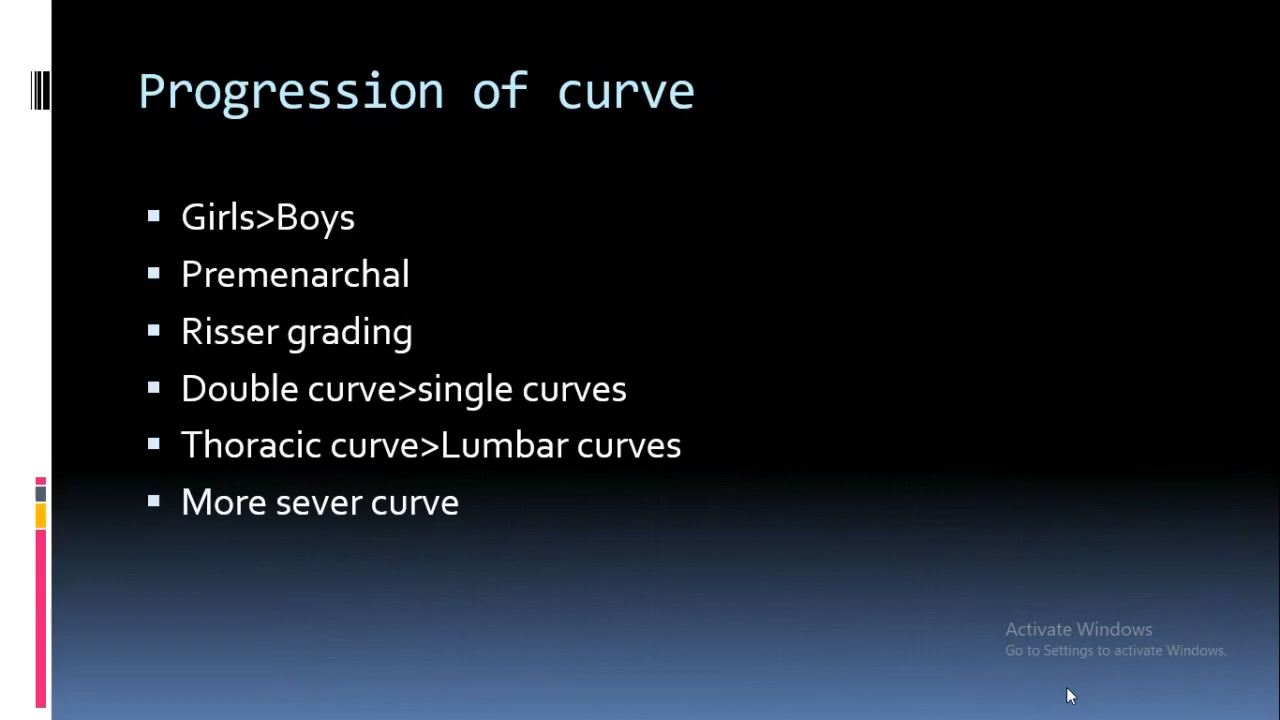 Progression of curve
Girls>Boys
Premenarchal
Risser grading
Double curve>single curves
Thoracic curve>Lumbar curves
More sever curve
Activate Windows
Go to Settings to activate Windows.